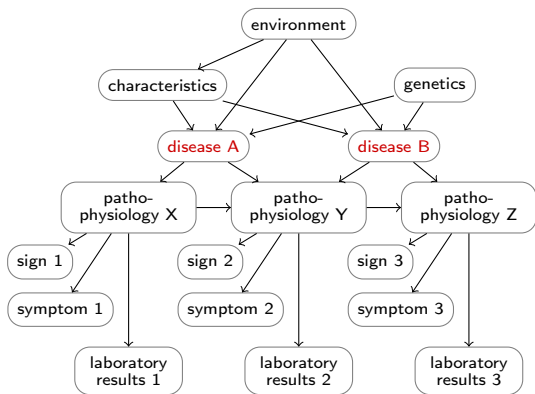 environment
characteristics
genetics
disease A
disease B
patho-
physiology X
patho-
physiology Y
patho-
physiology Z
sign 1
sign 2
sign 3
symptom 1
symptom 2
symptom 3
laboratory
results 1
laboratory
results 2
laboratory
results 3